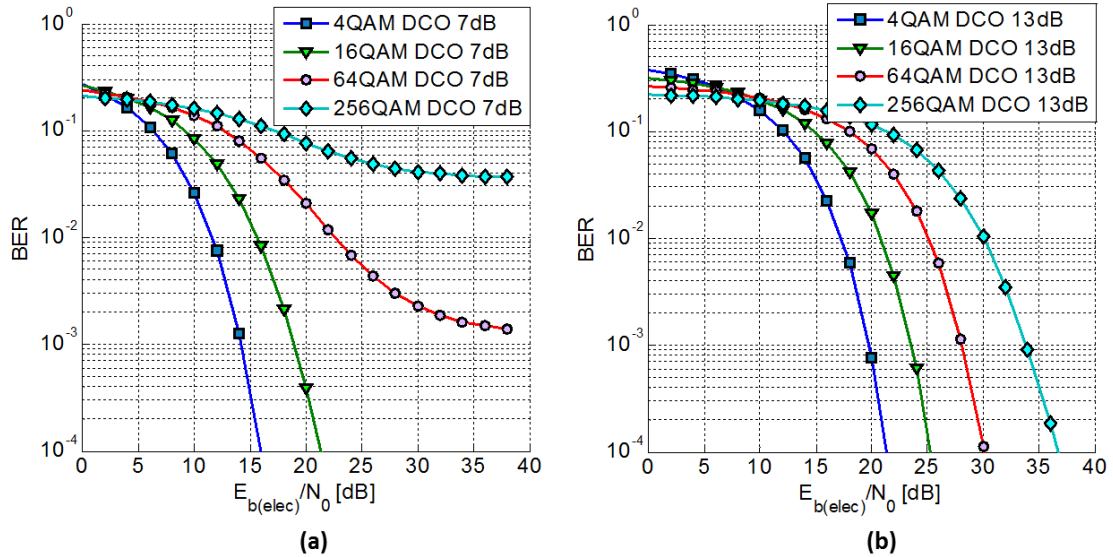 10^0
10^-1
10^-2
10^-3
10^-4
BER
0 5 10 15 20 25 30 35 40
E_b(elec)/N_0 [dB]
4QAM DCO 7dB
16QAM DCO 7dB
64QAM DCO 7dB
256QAM DCO 7dB
(a)
10^0
10^-1
10^-2
10^-3
10^-4
BER
0 5 10 15 20 25 30 35 40
E_b(elec)/N_0 [dB]
4QAM DCO 13dB
16QAM DCO 13dB
64QAM DCO 13dB
256QAM DCO 13dB
(b)